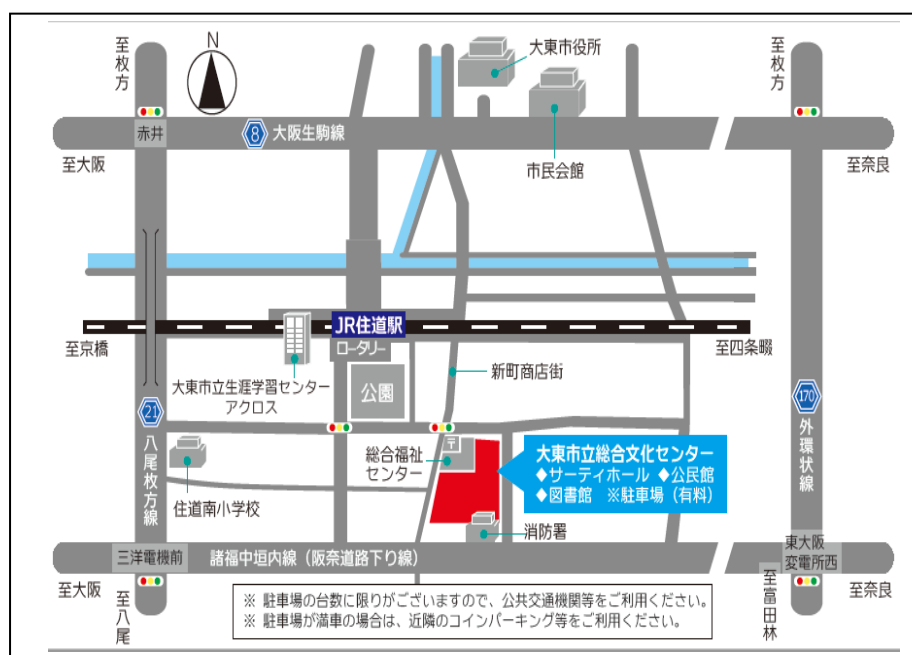 至枚方
N
大東市役所
至枚方
赤井
8 大阪生駒線
至大阪
市民会館
至奈良
JR住道駅
至京橋
ロータリー
至四条畷
新町商店街
大東市立生涯学習センター
アクロス
公園
170
21
外環状線
八尾枚方線
総合福祉
センター
〒
大東市立総合文化センター
◆サーティホール ◆公民館
◆図書館 ※駐車場（有料）
住道南小学校
消防署
三洋電機前
諸福中垣内線（阪奈道路下り線）
東大阪
変電所西
至大阪
至八尾
至富田林
至奈良
※ 駐車場の台数に限りがございますので、公共交通機関等をご利用ください。
※ 駐車場が満車の場合は、近隣のコインパーキング等をご利用ください。